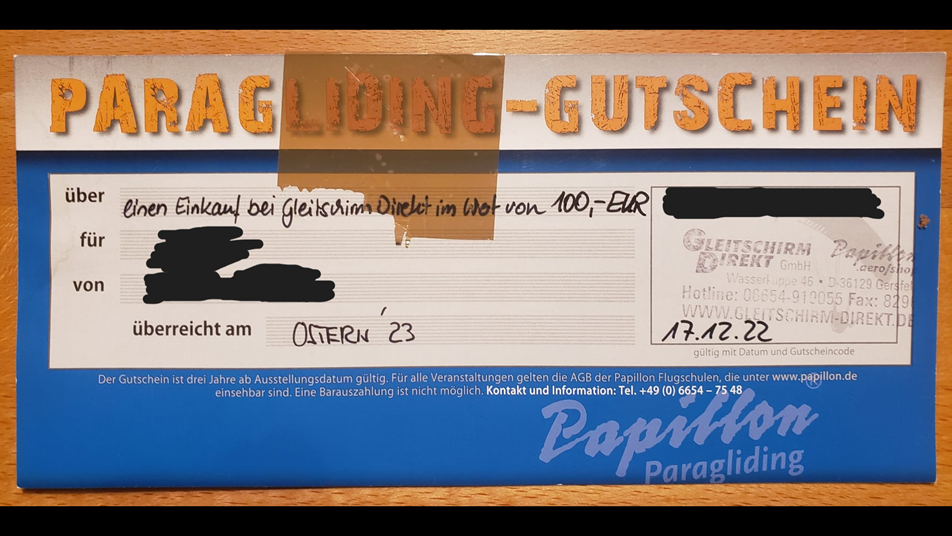 PARAGLIDING-GUTSCHEIN
über einen Einkauf bei Gleitschirm Direkt im Wert von 100,-EUR
für
von
überreicht am OSTERN '23
GLEITSCHIRM DIREKT GmbH
Papillon aero/shop
Wasserkuppe 46 • D-36129 Gersfel
Hotline: 06654-919055 Fax: 829
WWW.GLEITSCHIRM-DIREKT.DE
17.12.22
gültig mit Datum und Gutscheincode
Der Gutschein ist drei Jahre ab Ausstellungsdatum gültig. Für alle Veranstaltungen gelten die AGB der Papillon Flugschulen, die unter www.papillon.de
einsehbar sind. Eine Barauszahlung ist nicht möglich. Kontakt und Information: Tel. +49 (0) 6654 – 75 48
Papillon®
Paragliding